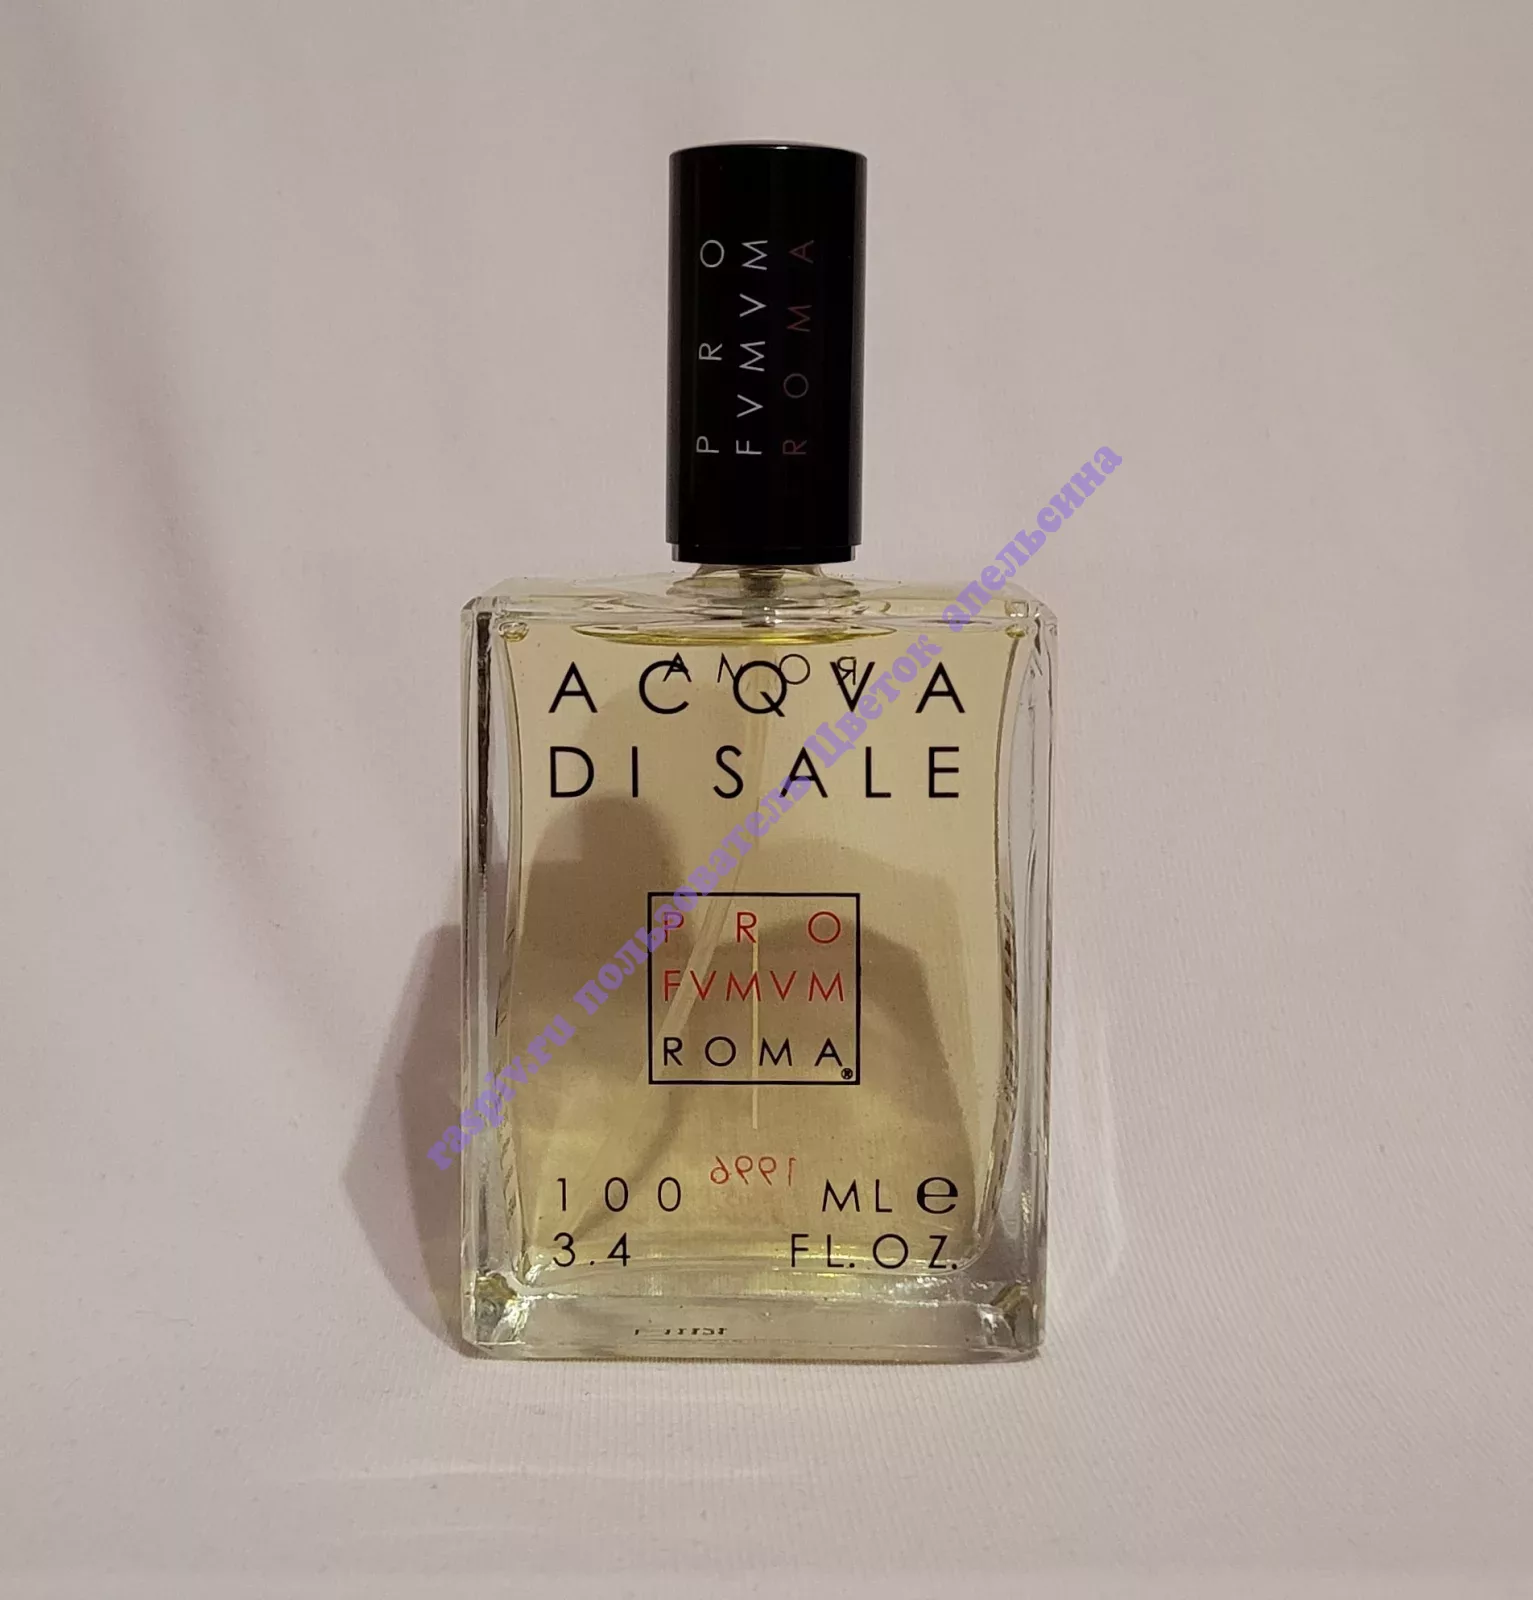 PRO
FVMVM
ROMA
ROMA
ACQVA
DI SALE
PRO
FVMVM
ROMA®
1996
100 ML e
3.4 FL.OZ.
raspiv.ru пользователь Цветок апельсина